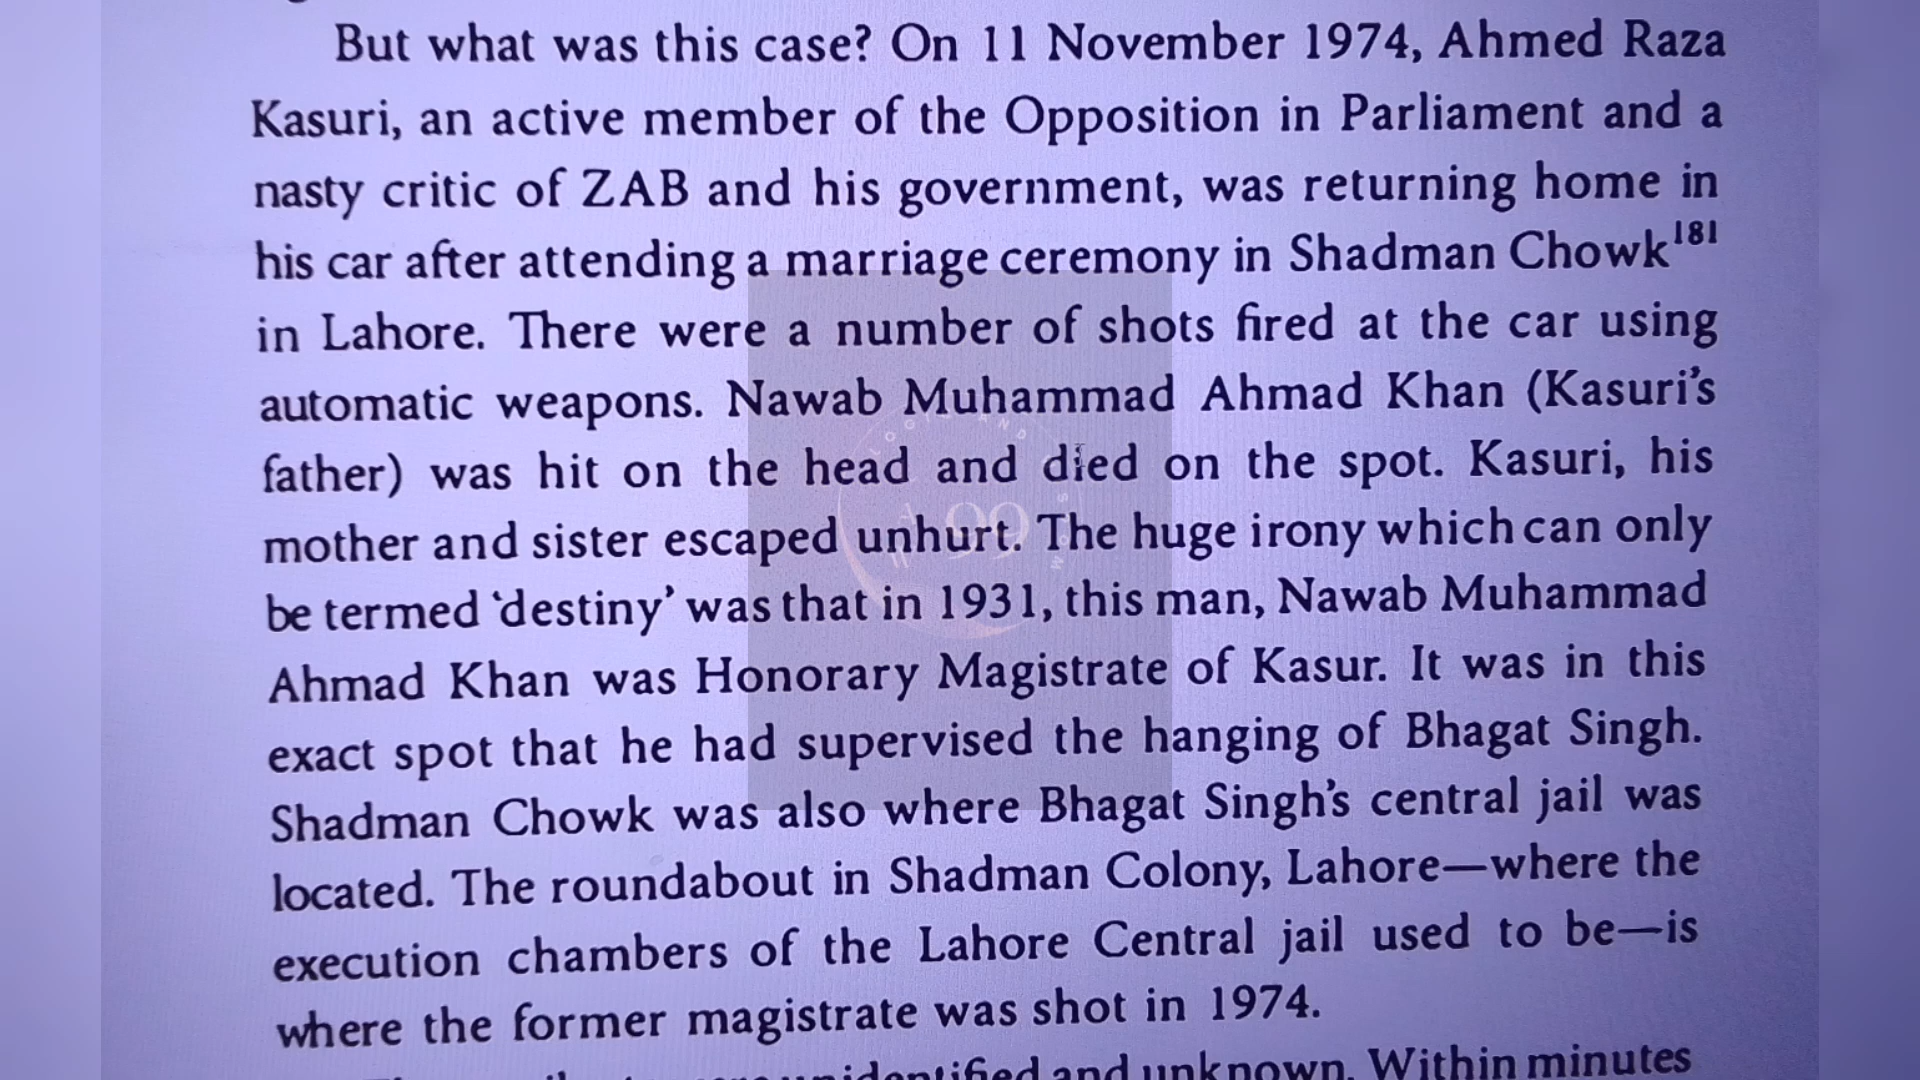 But what was this case? On 11 November 1974, Ahmed Raza
Kasuri, an active member of the Opposition in Parliament and a
nasty critic of ZAB and his government, was returning home in
his car after attending a marriage ceremony in Shadman Chowk181
in Lahore. There were a number of shots fired at the car using
automatic weapons. Nawab Muhammad Ahmad Khan (Kasuri's
father) was hit on the head and died on the spot. Kasuri, his
mother and sister escaped unhurt. The huge irony which can only
be termed 'destiny' was that in 1931, this man, Nawab Muhammad
Ahmad Khan was Honorary Magistrate of Kasur. It was in this
exact spot that he had supervised the hanging of Bhagat Singh.
Shadman Chowk was also where Bhagat Singh's central jail was
located. The roundabout in Shadman Colony, Lahore—where the
execution chambers of the Lahore Central jail used to be—is
where the former magistrate was shot in 1974.
unidentified and unknown. Within minutes